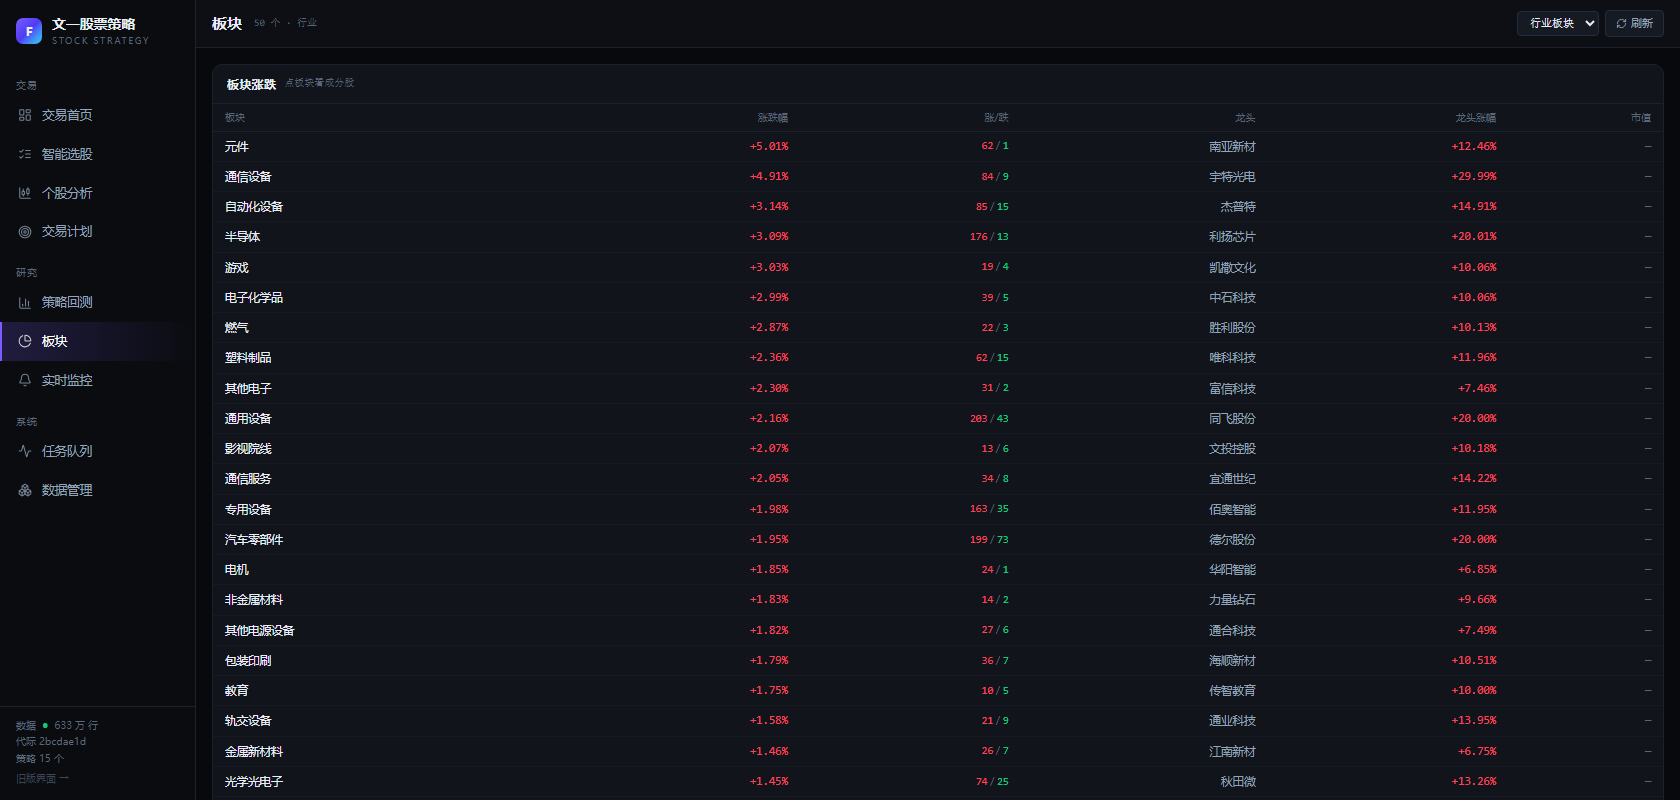 F
文一股票策略
STOCK STRATEGY
交易
交易首页
智能选股
个股分析
交易计划
研究
策略回测
板块
实时监控
系统
任务队列
数据管理
数据 ● 633 万 行
代际 2bcdae1d
策略 15 个
旧版界面 →
板块 50 个 · 行业
行业板块 刷新
板块涨跌 点板块看成分股
板块 涨跌幅 涨/跌 龙头 龙头涨幅 市值
元件 +5.01% 62/1 南亚新材 +12.46% —
通信设备 +4.91% 84/9 宇特光电 +29.99% —
自动化设备 +3.14% 85/15 杰普特 +14.91% —
半导体 +3.09% 176/13 利扬芯片 +20.01% —
游戏 +3.03% 19/4 凯撒文化 +10.06% —
电子化学品 +2.99% 39/5 中石科技 +10.06% —
燃气 +2.87% 22/3 胜利股份 +10.13% —
塑料制品 +2.36% 62/15 唯科科技 +11.96% —
其他电子 +2.30% 31/2 富信科技 +7.46% —
通用设备 +2.16% 203/43 同飞股份 +20.00% —
影视院线 +2.07% 13/6 文投控股 +10.18% —
通信服务 +2.05% 34/8 宜通世纪 +14.22% —
专用设备 +1.98% 163/35 佰奥智能 +11.95% —
汽车零部件 +1.95% 199/73 德尔股份 +20.00% —
电机 +1.85% 24/1 华阳智能 +6.85% —
非金属材料 +1.83% 14/2 力量钻石 +9.66% —
其他电源设备 +1.82% 27/6 通合科技 +7.49% —
包装印刷 +1.79% 36/7 海顺新材 +10.51% —
教育 +1.75% 10/5 传智教育 +10.00% —
轨交设备 +1.58% 21/9 通业科技 +13.95% —
金属新材料 +1.46% 26/7 江南新材 +6.75% —
光学光电子 +1.45% 74/25 秋田微 +13.26% —